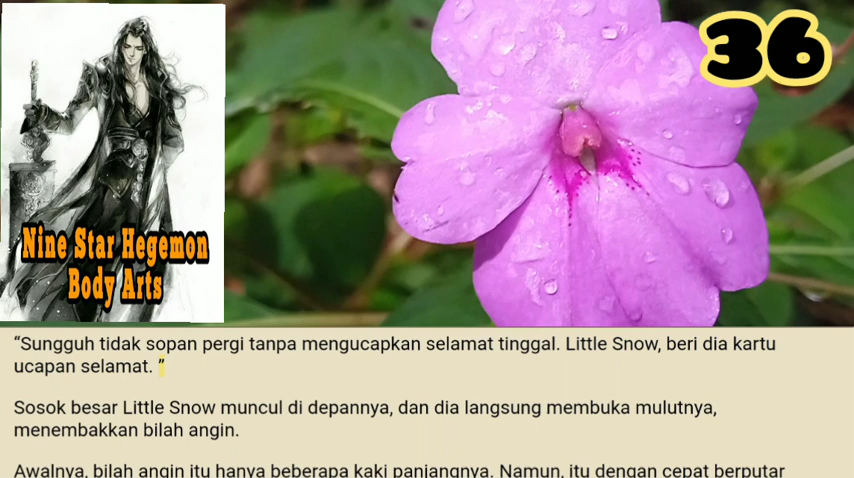 36
Nine Star Hegemon
Body Arts
“Sungguh tidak sopan pergi tanpa mengucapkan selamat tinggal. Little Snow, beri dia kartu
ucapan selamat. ”
Sosok besar Little Snow muncul di depannya, dan dia langsung membuka mulutnya,
menembakkan bilah angin.
Awalnya, bilah angin itu hanya beberapa kaki panjangnya. Namun, itu dengan cepat berputar